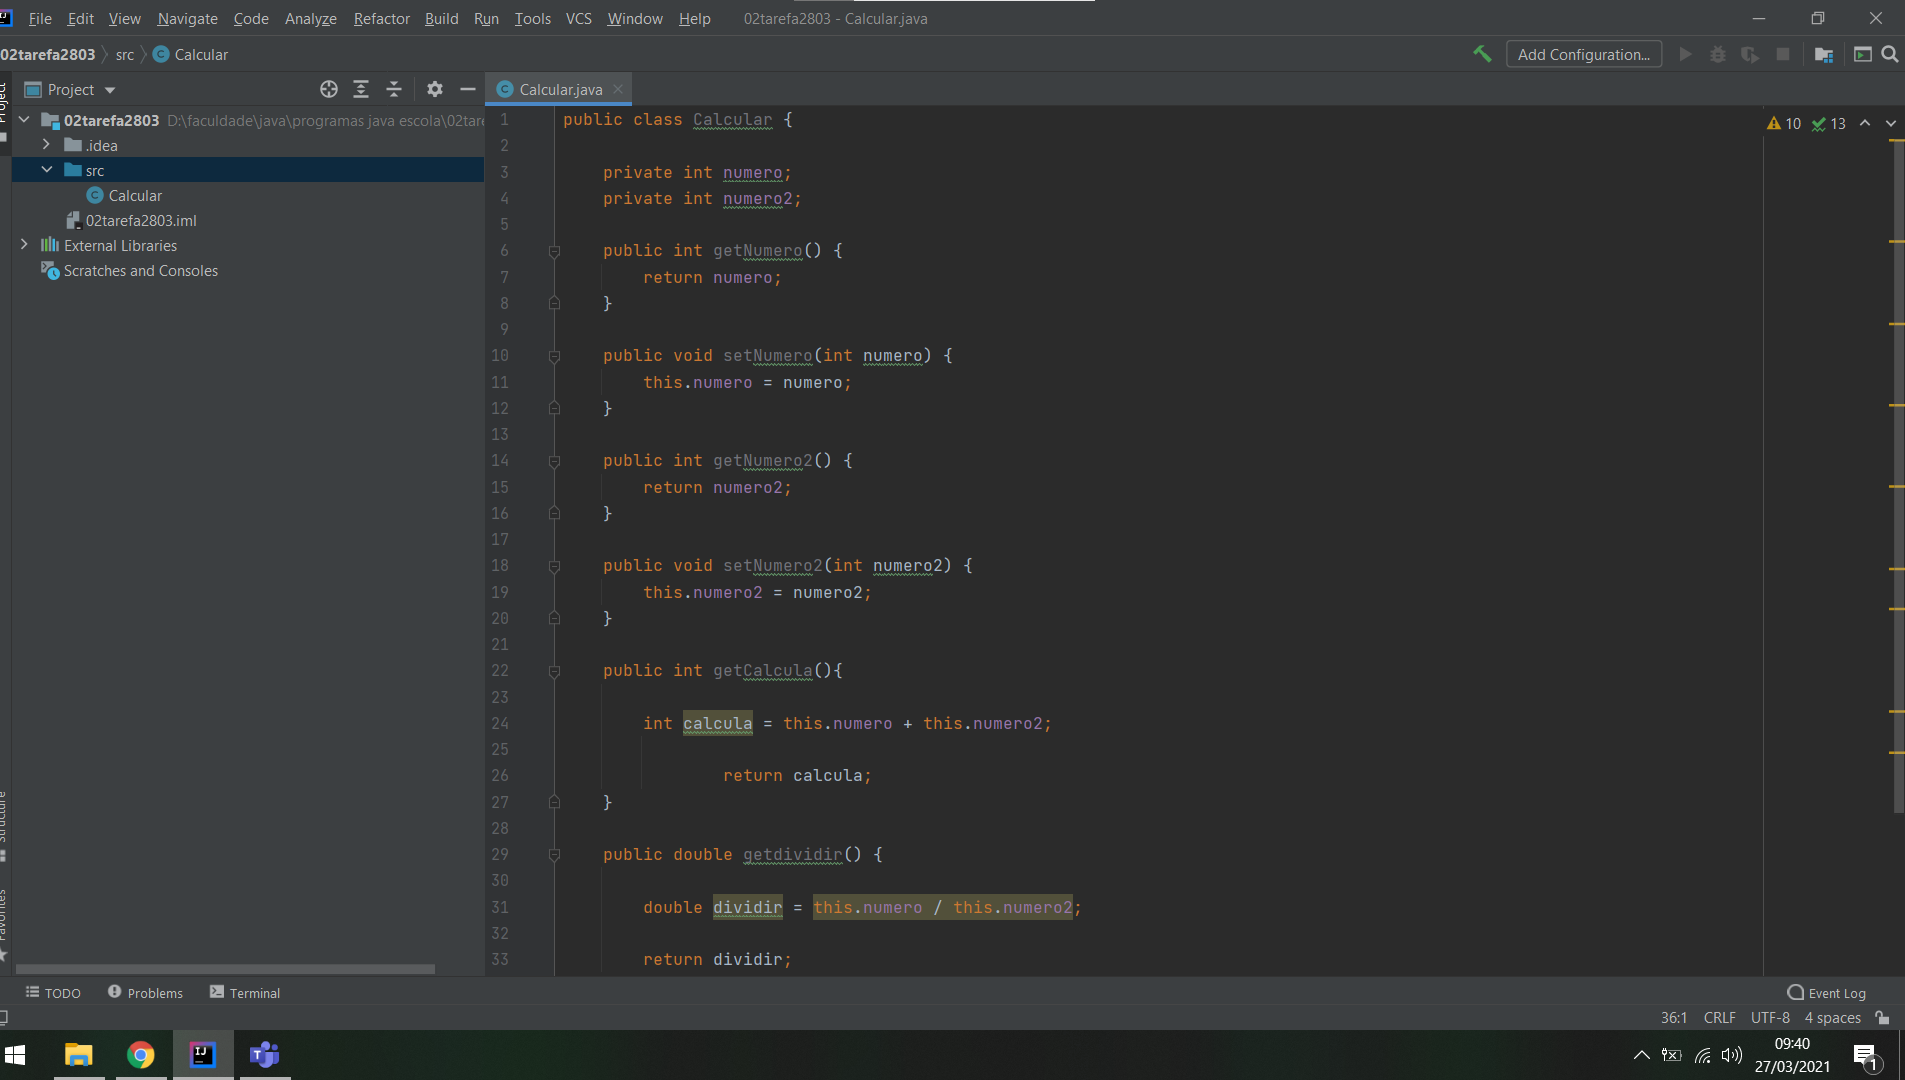 File Edit View Navigate Code Analyze Refactor Build Run Tools VCS Window Help 02tarefa2803 - Calcular.java
02tarefa2803 src Calcular Add Configuration...
Project
Project
Calcular.java
02tarefa2803 D:\faculdade\java\programas java escola\02tare
.idea
src
Calcular
02tarefa2803.iml
External Libraries
Scratches and Consoles
Structure
Favorites
10 13
1 public class Calcular {
2
3 private int numero;
4 private int numero2;
5
6 public int getNumero() {
7 return numero;
8 }
9
10 public void setNumero(int numero) {
11 this.numero = numero;
12 }
13
14 public int getNumero2() {
15 return numero2;
16 }
17
18 public void setNumero2(int numero2) {
19 this.numero2 = numero2;
20 }
21
22 public int getCalcula(){
23
24 int calcula = this.numero + this.numero2;
25
26 return calcula;
27 }
28
29 public double getdividir() {
30
31 double dividir = this.numero / this.numero2;
32
33 return dividir;
TODO Problems Terminal Event Log
36:1 CRLF UTF-8 4 spaces
IJ
09:40
27/03/2021
1